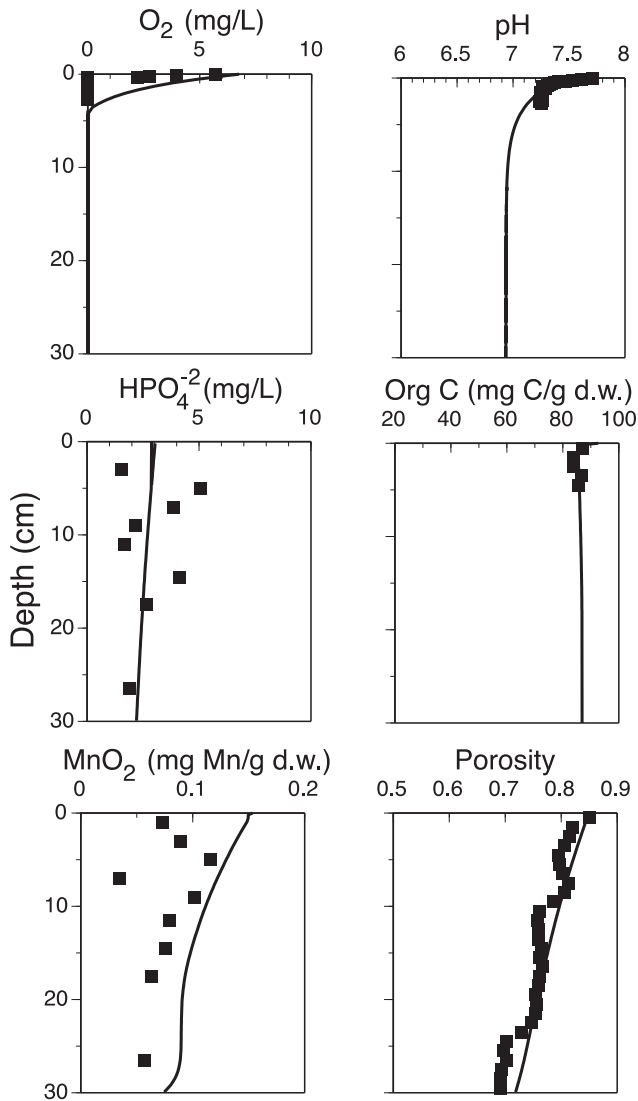 O2 (mg/L)
pH
0 5 10
6 6.5 7 7.5 8
0
10
20
30
HPO4-2 (mg/L)
Org C (mg C/g d.w.)
0 5 10
20 40 60 80 100
0
10
20
30
Depth (cm)
MnO2 (mg Mn/g d.w.)
Porosity
0 0.1 0.2
0.5 0.6 0.7 0.8 0.9
0
10
20
30